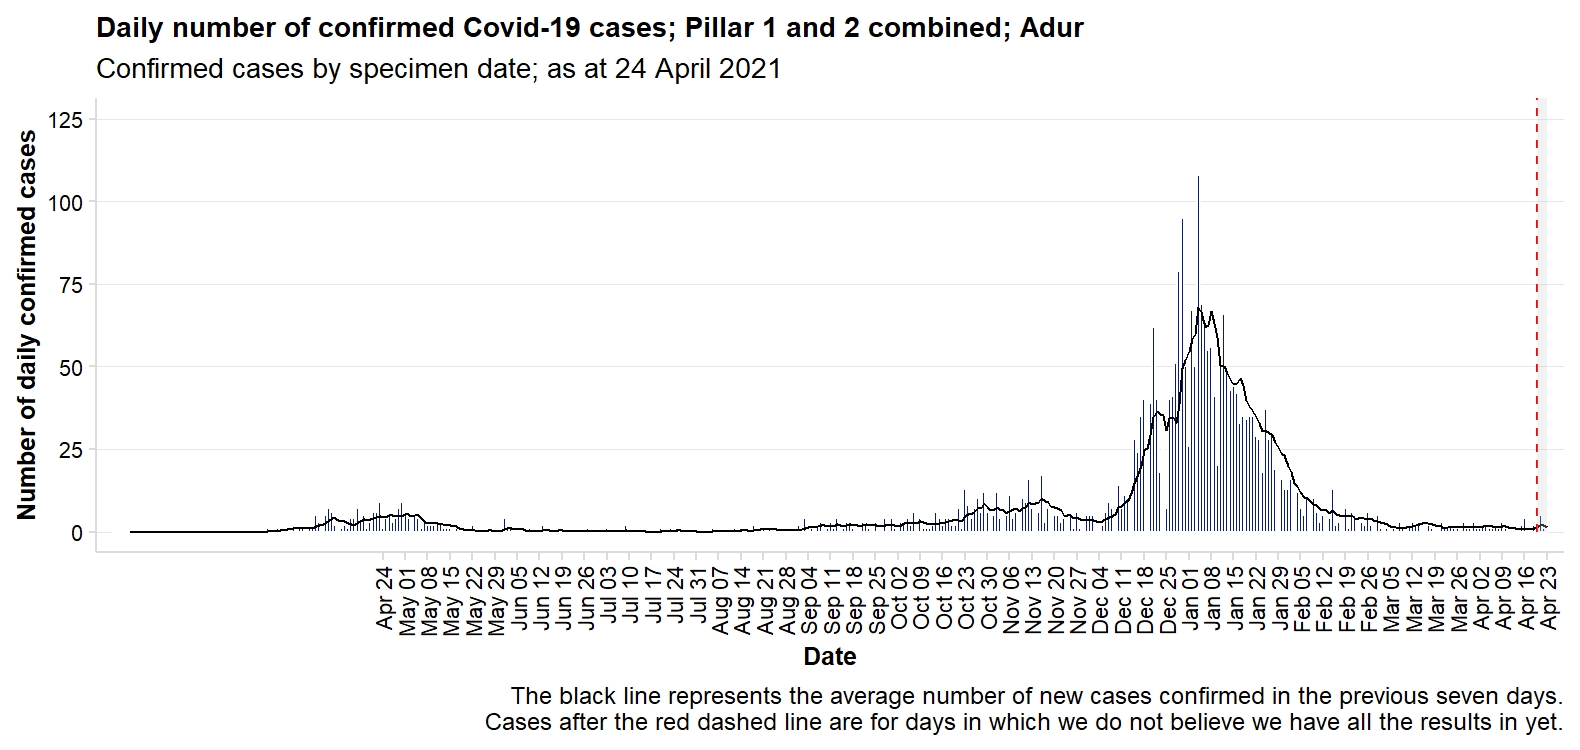 Daily number of confirmed Covid-19 cases; Pillar 1 and 2 combined; Adur
Confirmed cases by specimen date; as at 24 April 2021
Number of daily confirmed cases
125
100
75
50
25
0
Apr 24
May 01
May 08
May 15
May 22
May 29
Jun 05
Jun 12
Jun 19
Jun 26
Jul 03
Jul 10
Jul 17
Jul 24
Jul 31
Aug 07
Aug 14
Aug 21
Aug 28
Sep 04
Sep 11
Sep 18
Sep 25
Oct 02
Oct 09
Oct 16
Oct 23
Oct 30
Nov 06
Nov 13
Nov 20
Nov 27
Dec 04
Dec 11
Dec 18
Dec 25
Jan 01
Jan 08
Jan 15
Jan 22
Jan 29
Feb 05
Feb 12
Feb 19
Feb 26
Mar 05
Mar 12
Mar 19
Mar 26
Apr 02
Apr 09
Apr 16
Apr 23
Date
The black line represents the average number of new cases confirmed in the previous seven days.
Cases after the red dashed line are for days in which we do not believe we have all the results in yet.